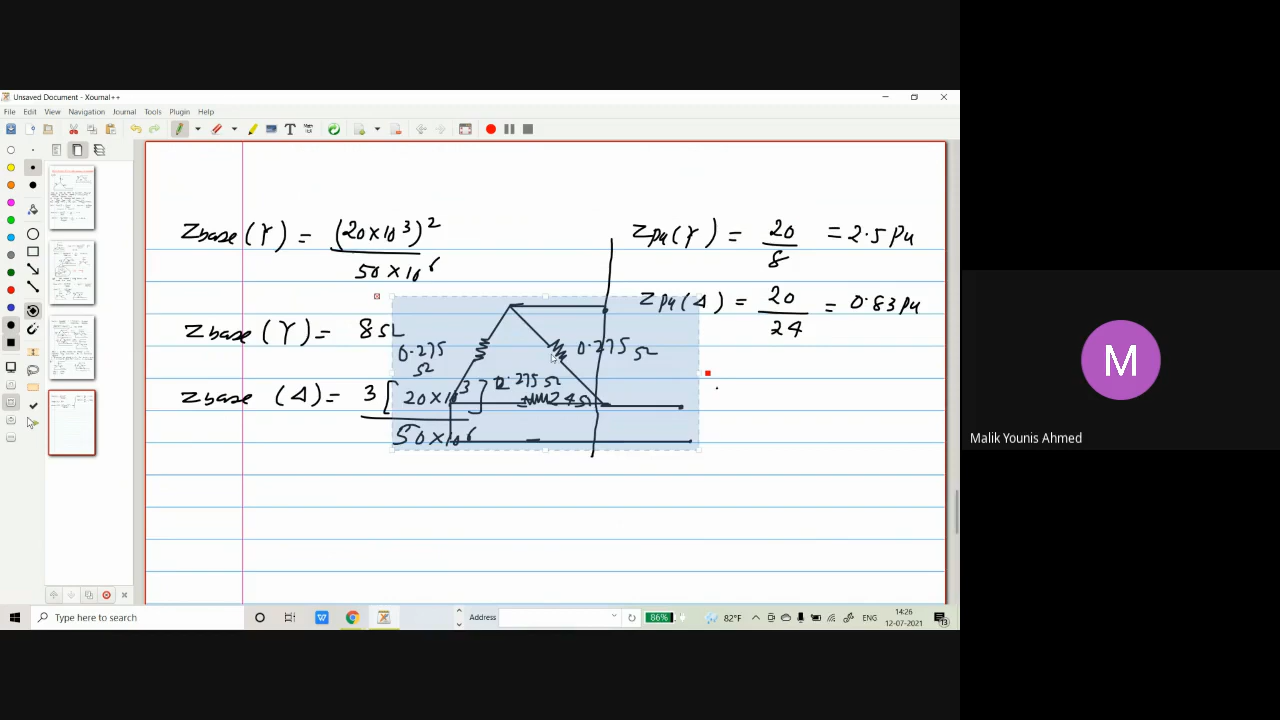 Unsaved Document - Xournal++
File Edit View Navigation Journal Tools Plugin Help
Zbase (Y) = (20×10³)² / 50×10⁶
Zpu(Y) = 20/8 = 2.5 Pu
Zpu(Δ) = 20/24 = 0.83 Pu
Zbase (Y) = 8Ω
0.275 Ω
0.275 Ω
0.275 Ω
Zbase (Δ) = 3[20×10³]² / 50×10⁶ = 24Ω
Malik Younis Ahmed
M
Type here to search
Address
86%
82°F
ENG
14:26
12-07-2021